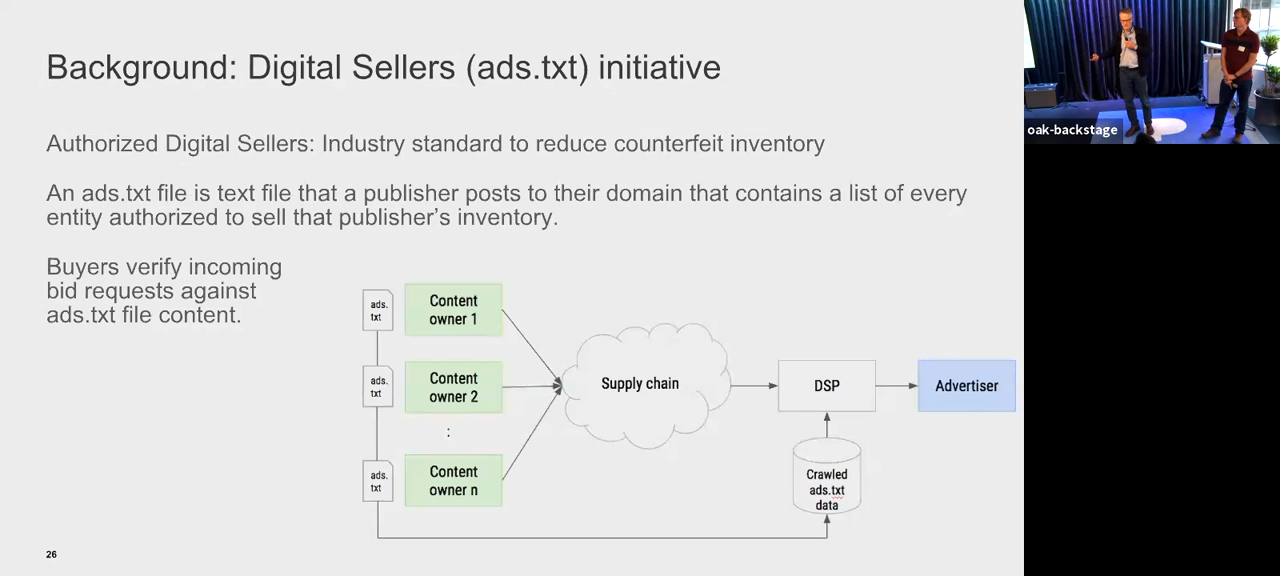 Background: Digital Sellers (ads.txt) initiative
Authorized Digital Sellers: Industry standard to reduce counterfeit inventory
An ads.txt file is text file that a publisher posts to their domain that contains a list of every
entity authorized to sell that publisher's inventory.
Buyers verify incoming
bid requests against
ads.txt file content.
ads.
txt
Content
owner 1
ads.
txt
Content
owner 2
:
ads.
txt
Content
owner n
Supply chain
DSP
Advertiser
Crawled
ads.txt
data
26
oak-backstage